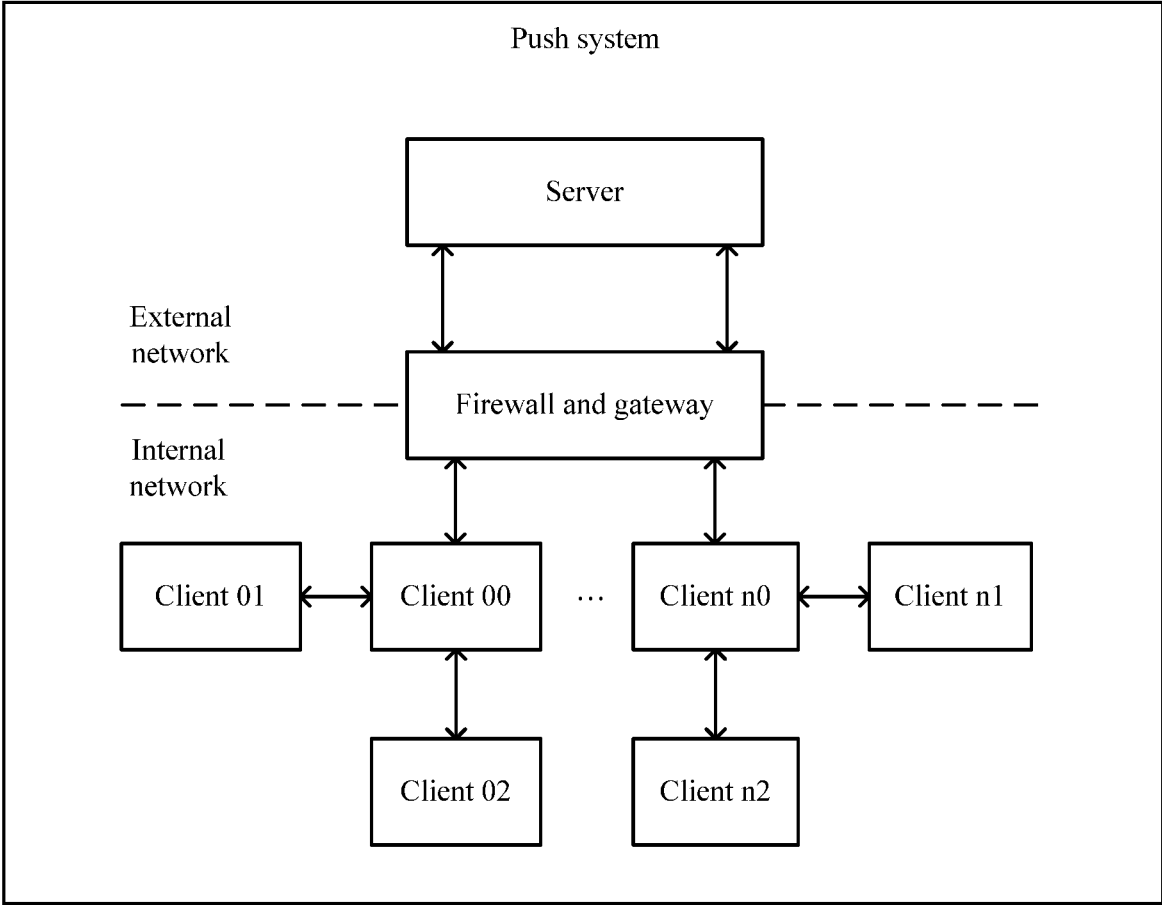 Push system
Server
External
network
Firewall and gateway
Internal
network
Client 01
Client 00
...
Client n0
Client n1
Client 02
Client n2